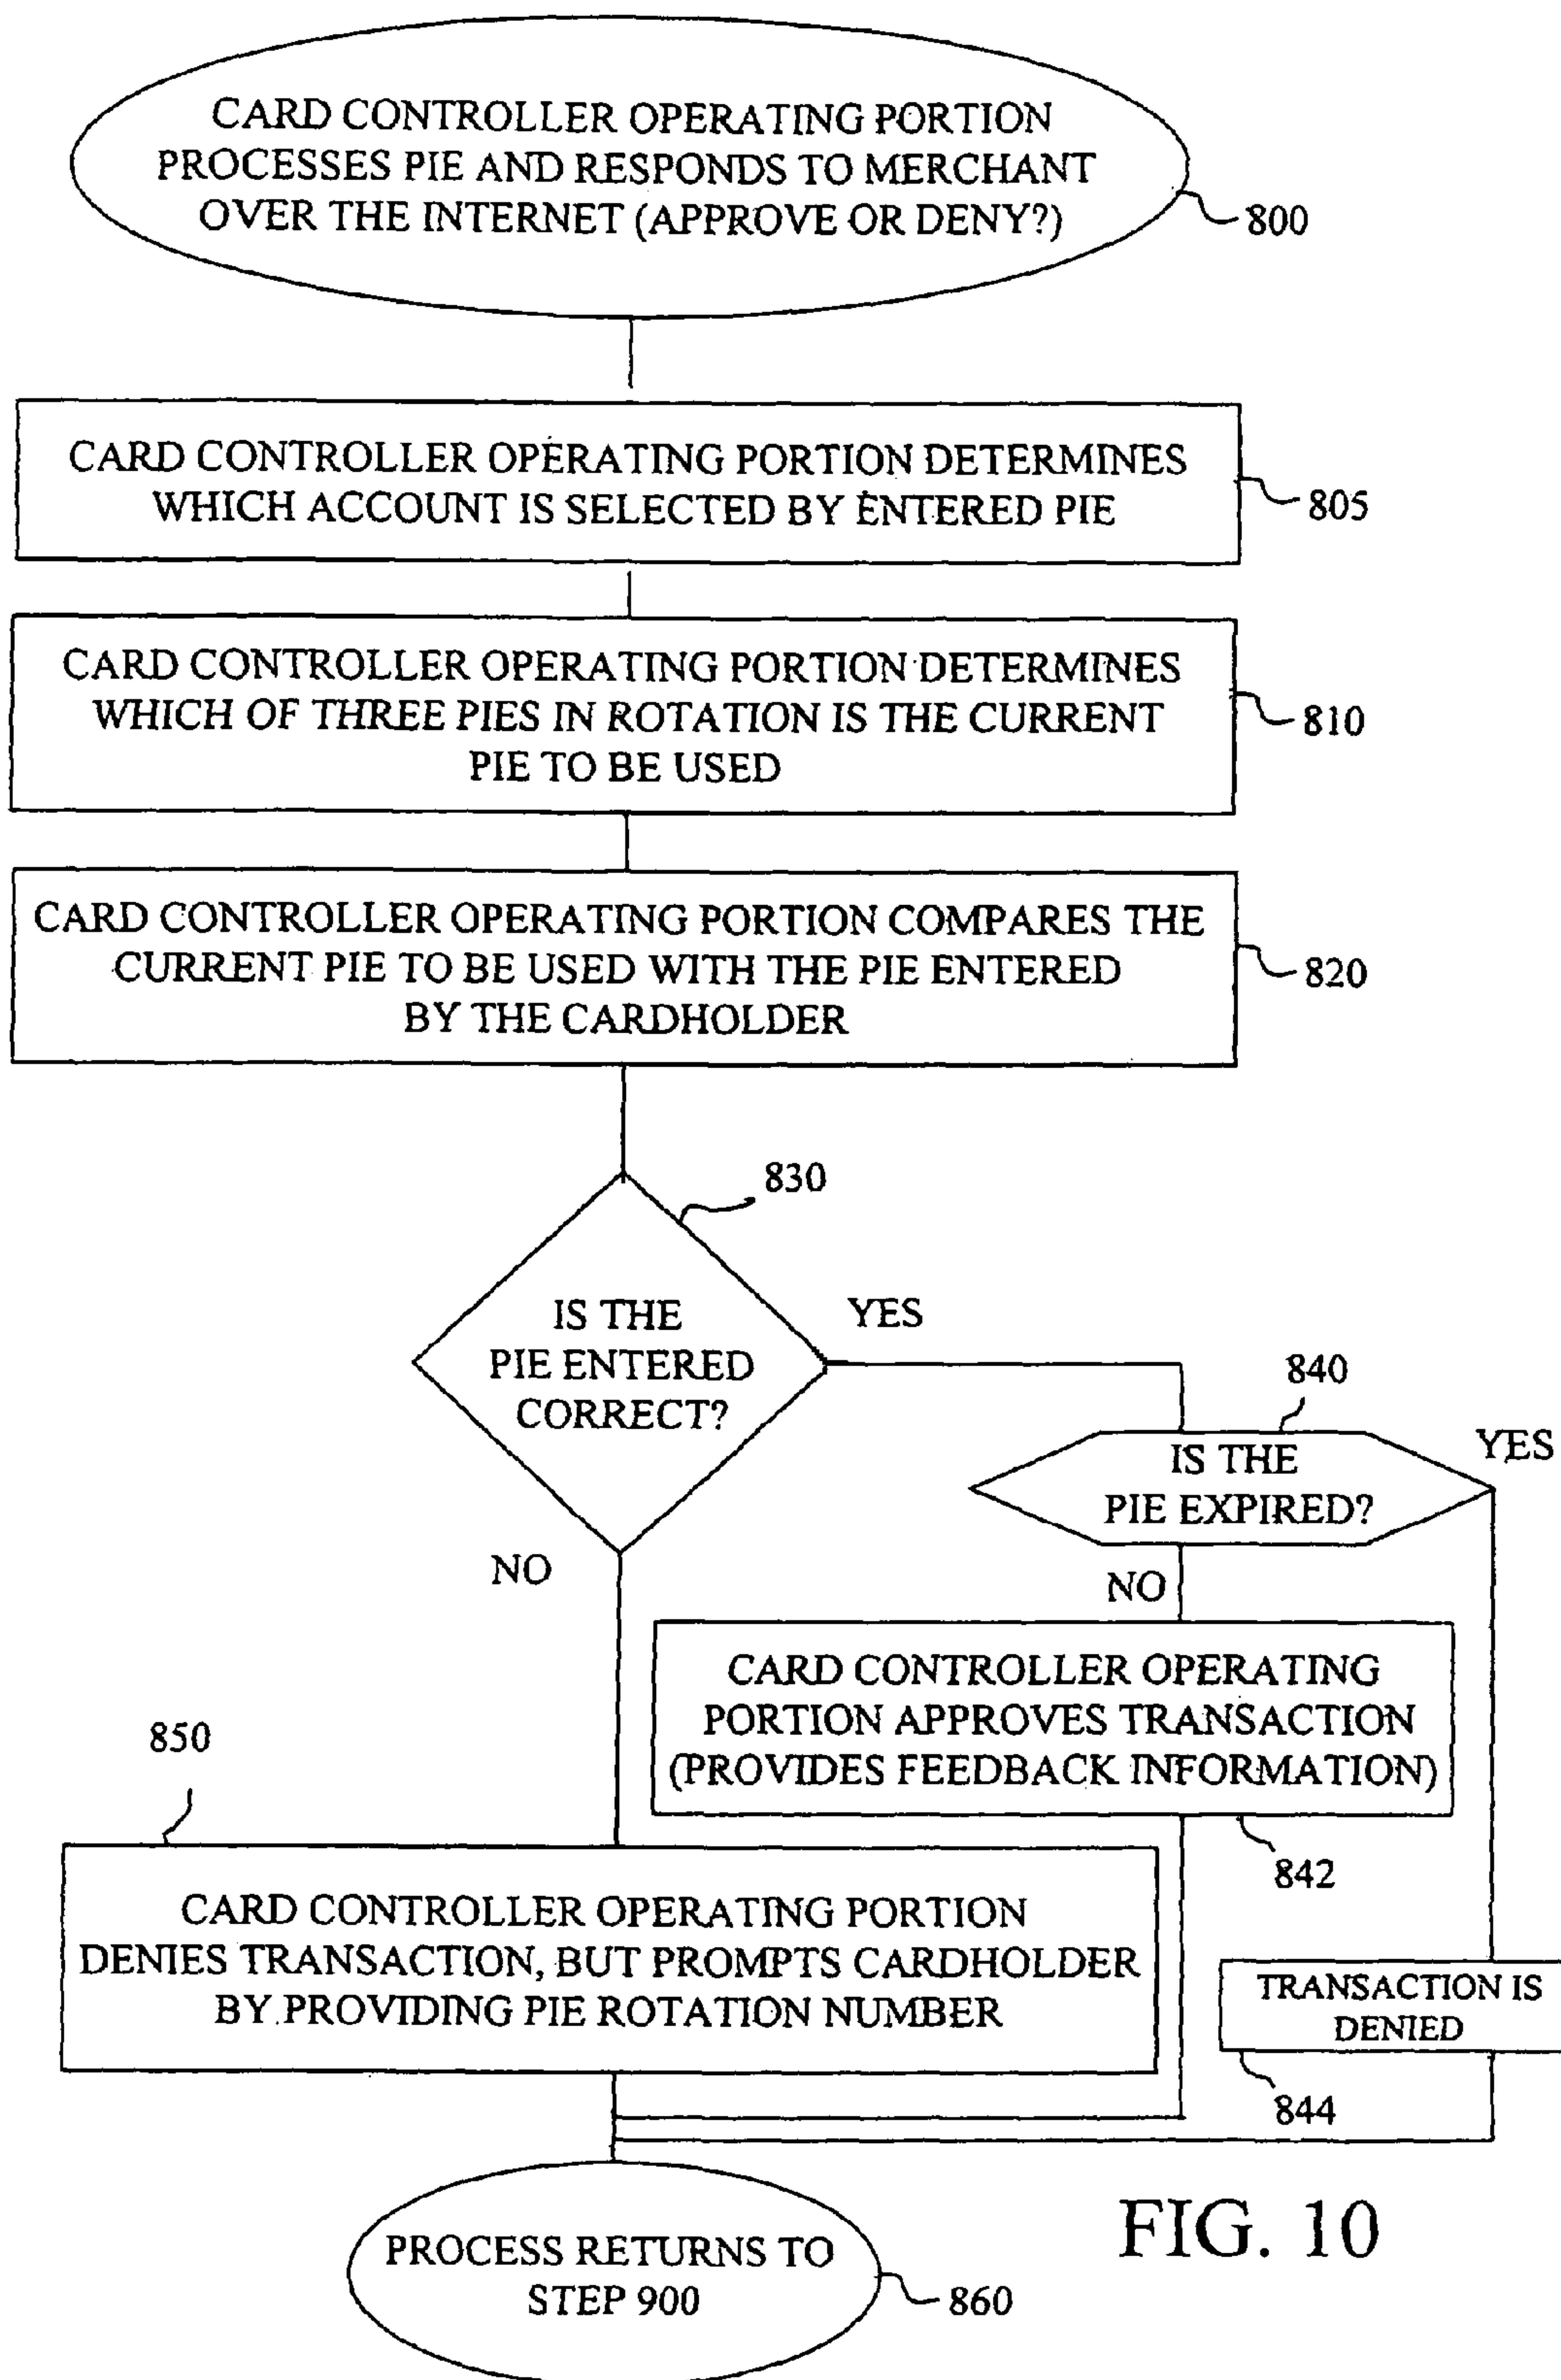 CARD CONTROLLER OPERATING PORTION
PROCESSES PIE AND RESPONDS TO MERCHANT
OVER THE INTERNET (APPROVE OR DENY?)
800
CARD CONTROLLER OPERATING PORTION DETERMINES
WHICH ACCOUNT IS SELECTED BY ENTERED PIE
805
CARD CONTROLLER OPERATING PORTION DETERMINES
WHICH OF THREE PIES IN ROTATION IS THE CURRENT
PIE TO BE USED
810
CARD CONTROLLER OPERATING PORTION COMPARES THE
CURRENT PIE TO BE USED WITH THE PIE ENTERED
BY THE CARDHOLDER
820
830
IS THE
PIE ENTERED
CORRECT?
YES
NO
840
IS THE
PIE EXPIRED?
YES
NO
CARD CONTROLLER OPERATING
PORTION APPROVES TRANSACTION
(PROVIDES FEEDBACK INFORMATION)
842
850
CARD CONTROLLER OPERATING PORTION
DENIES TRANSACTION, BUT PROMPTS CARDHOLDER
BY PROVIDING PIE ROTATION NUMBER
TRANSACTION IS
DENIED
844
PROCESS RETURNS TO
STEP 900
860
FIG. 10